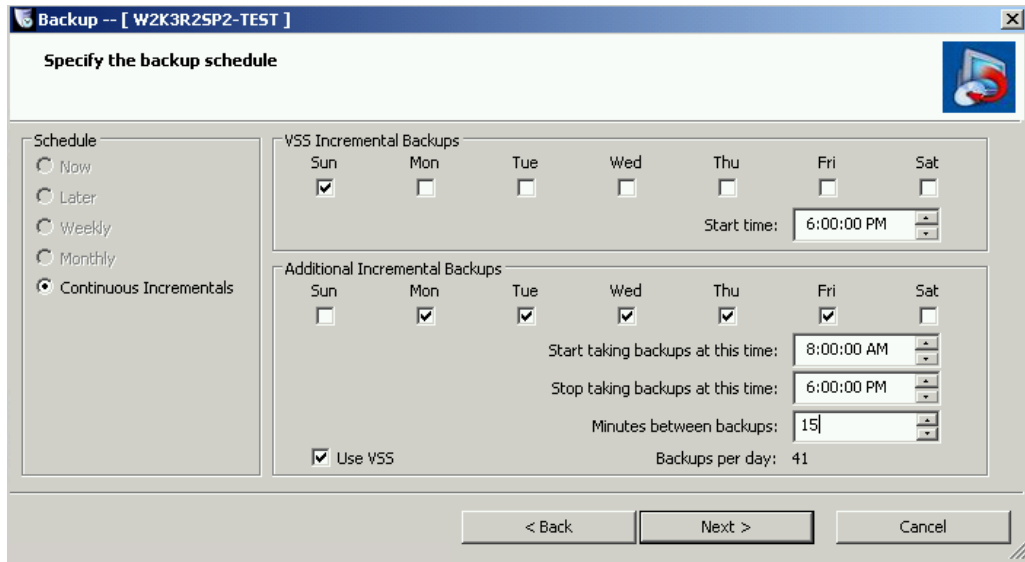 Backup -- [ W2K3R2SP2-TEST ]
Specify the backup schedule
Schedule
Now
Later
Weekly
Monthly
Continuous Incrementals
VSS Incremental Backups
Sun Mon Tue Wed Thu Fri Sat
Start time: 6:00:00 PM
Additional Incremental Backups
Sun Mon Tue Wed Thu Fri Sat
Start taking backups at this time: 8:00:00 AM
Stop taking backups at this time: 6:00:00 PM
Minutes between backups: 15
Use VSS Backups per day: 41
< Back Next > Cancel